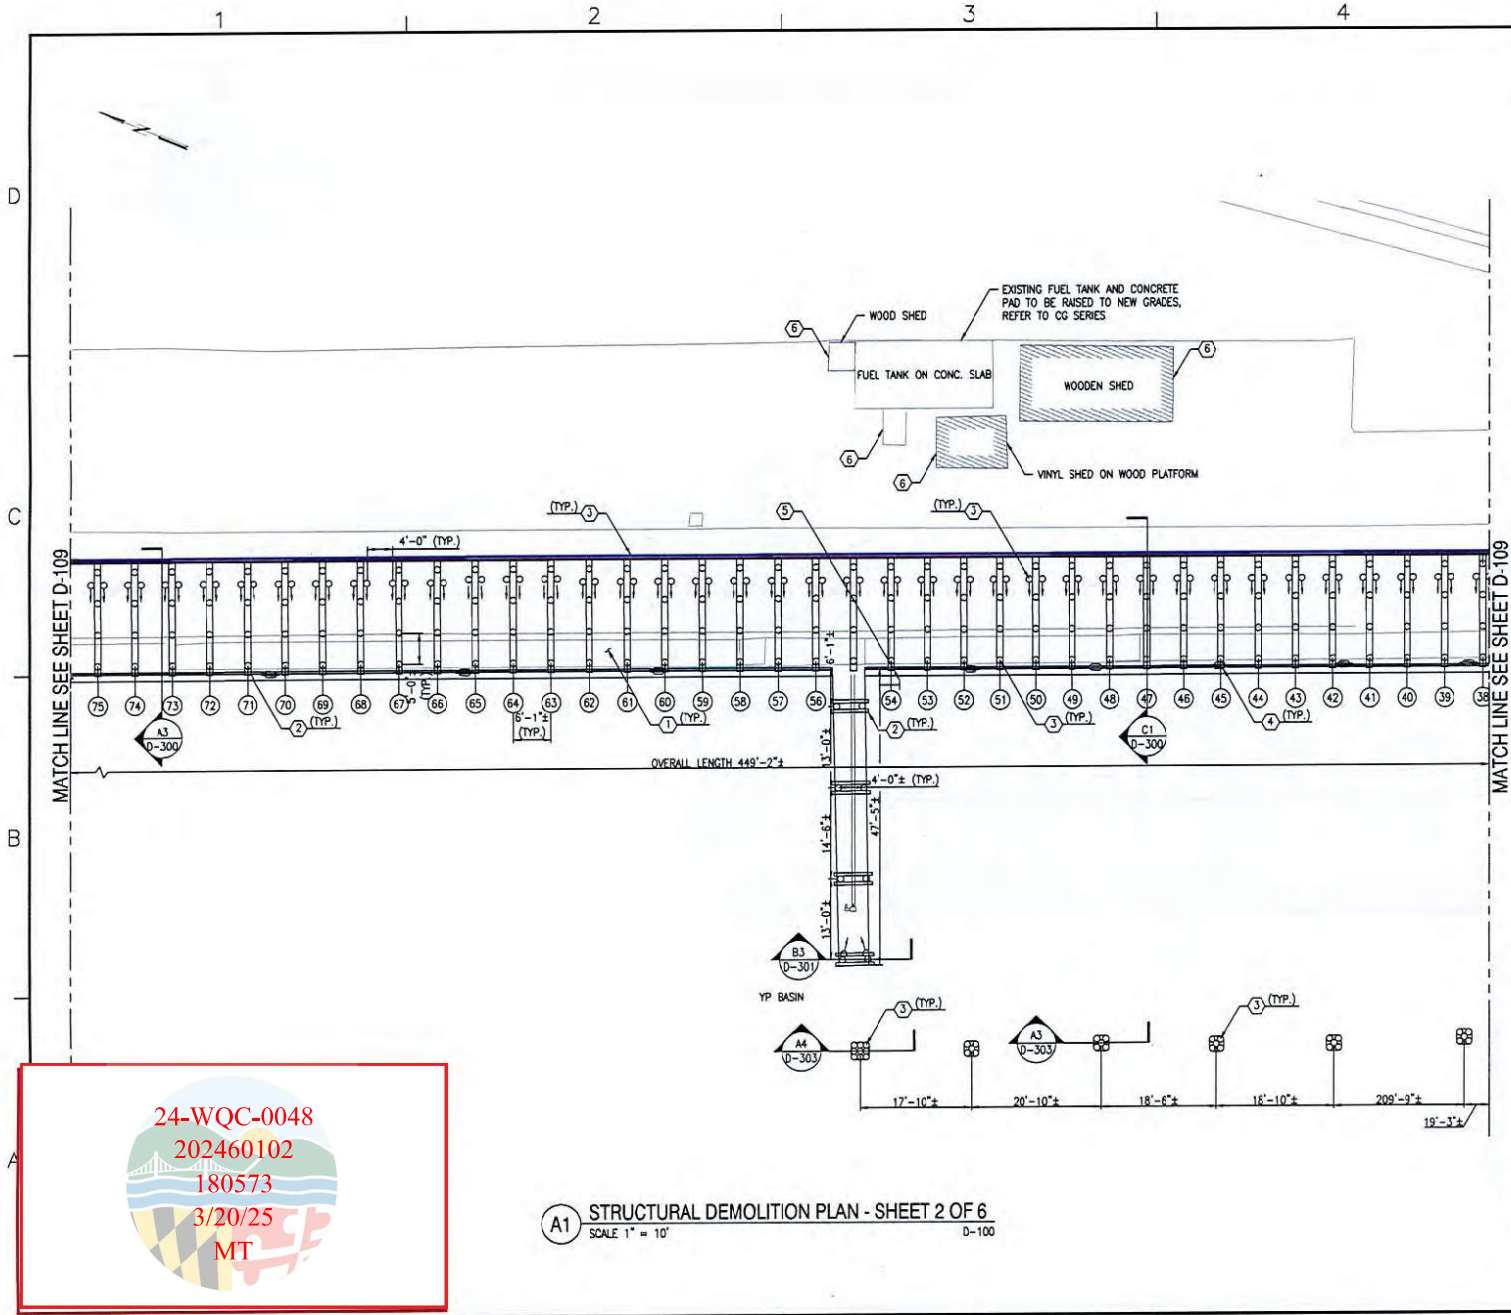 1 2 3 4
D
C
B
A
N
EXISTING FUEL TANK AND CONCRETE
PAD TO BE RAISED TO NEW GRADES,
REFER TO CG SERIES
WOOD SHED
6
6
FUEL TANK ON CONC. SLAB
WOODEN SHED
6
6
VINYL SHED ON WOOD PLATFORM
(TYP.) 3
5
(TYP.) 3
4'-0" (TYP.)
MATCH LINE SEE SHEET D-109
MATCH LINE SEE SHEET D-109
6'-1"±
5'-0"±
(TYP.)
75 74 73 72 71 70 69 68 67 66 65 64 63 62 61 60 59 58 57 56 54 53 52 51 50 49 48 47 46 45 44 43 42 41 40 39 38
A3
D-300
2 (TYP.)
6'-1"±
(TYP.)
1 (TYP.)
2 (TYP.)
3 (TYP.)
C1
D-300
4 (TYP.)
OVERALL LENGTH 449'-2"±
13'-0"±
4'-0"± (TYP.)
14'-6"±
47'-5"±
13'-0"±
B3
D-301
YP BASIN
3 (TYP.)
3 (TYP.)
A4
D-303
A3
D-303
17'-10"± 20'-10"± 18'-6"± 18'-10"± 209'-9"±
19'-3"±
24-WQC-0048
202460102
180573
3/20/25
MT
A1 STRUCTURAL DEMOLITION PLAN - SHEET 2 OF 6
SCALE 1" = 10' D-100